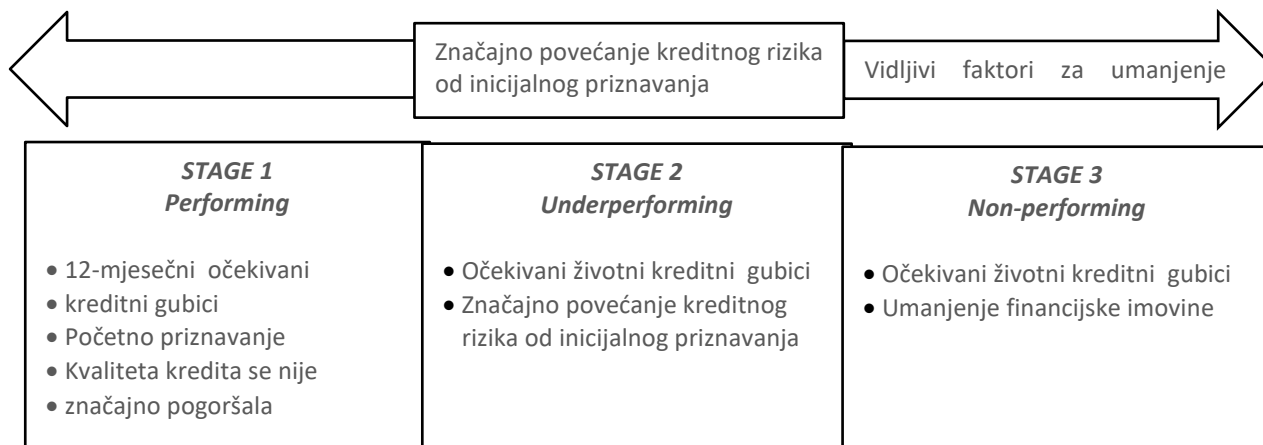 Značajno povećanje kreditnog rizika
od inicijalnog priznavanja
Vidljivi faktori za umanjenje
STAGE 1
Performing
• 12-mjesečni očekivani
• kreditni gubici
• Početno priznavanje
• Kvaliteta kredita se nije
• značajno pogoršala
STAGE 2
Underperforming
• Očekivani životni kreditni gubici
• Značajno povećanje kreditnog
rizika od inicijalnog priznavanja
STAGE 3
Non-performing
• Očekivani životni kreditni gubici
• Umanjenje financijske imovine